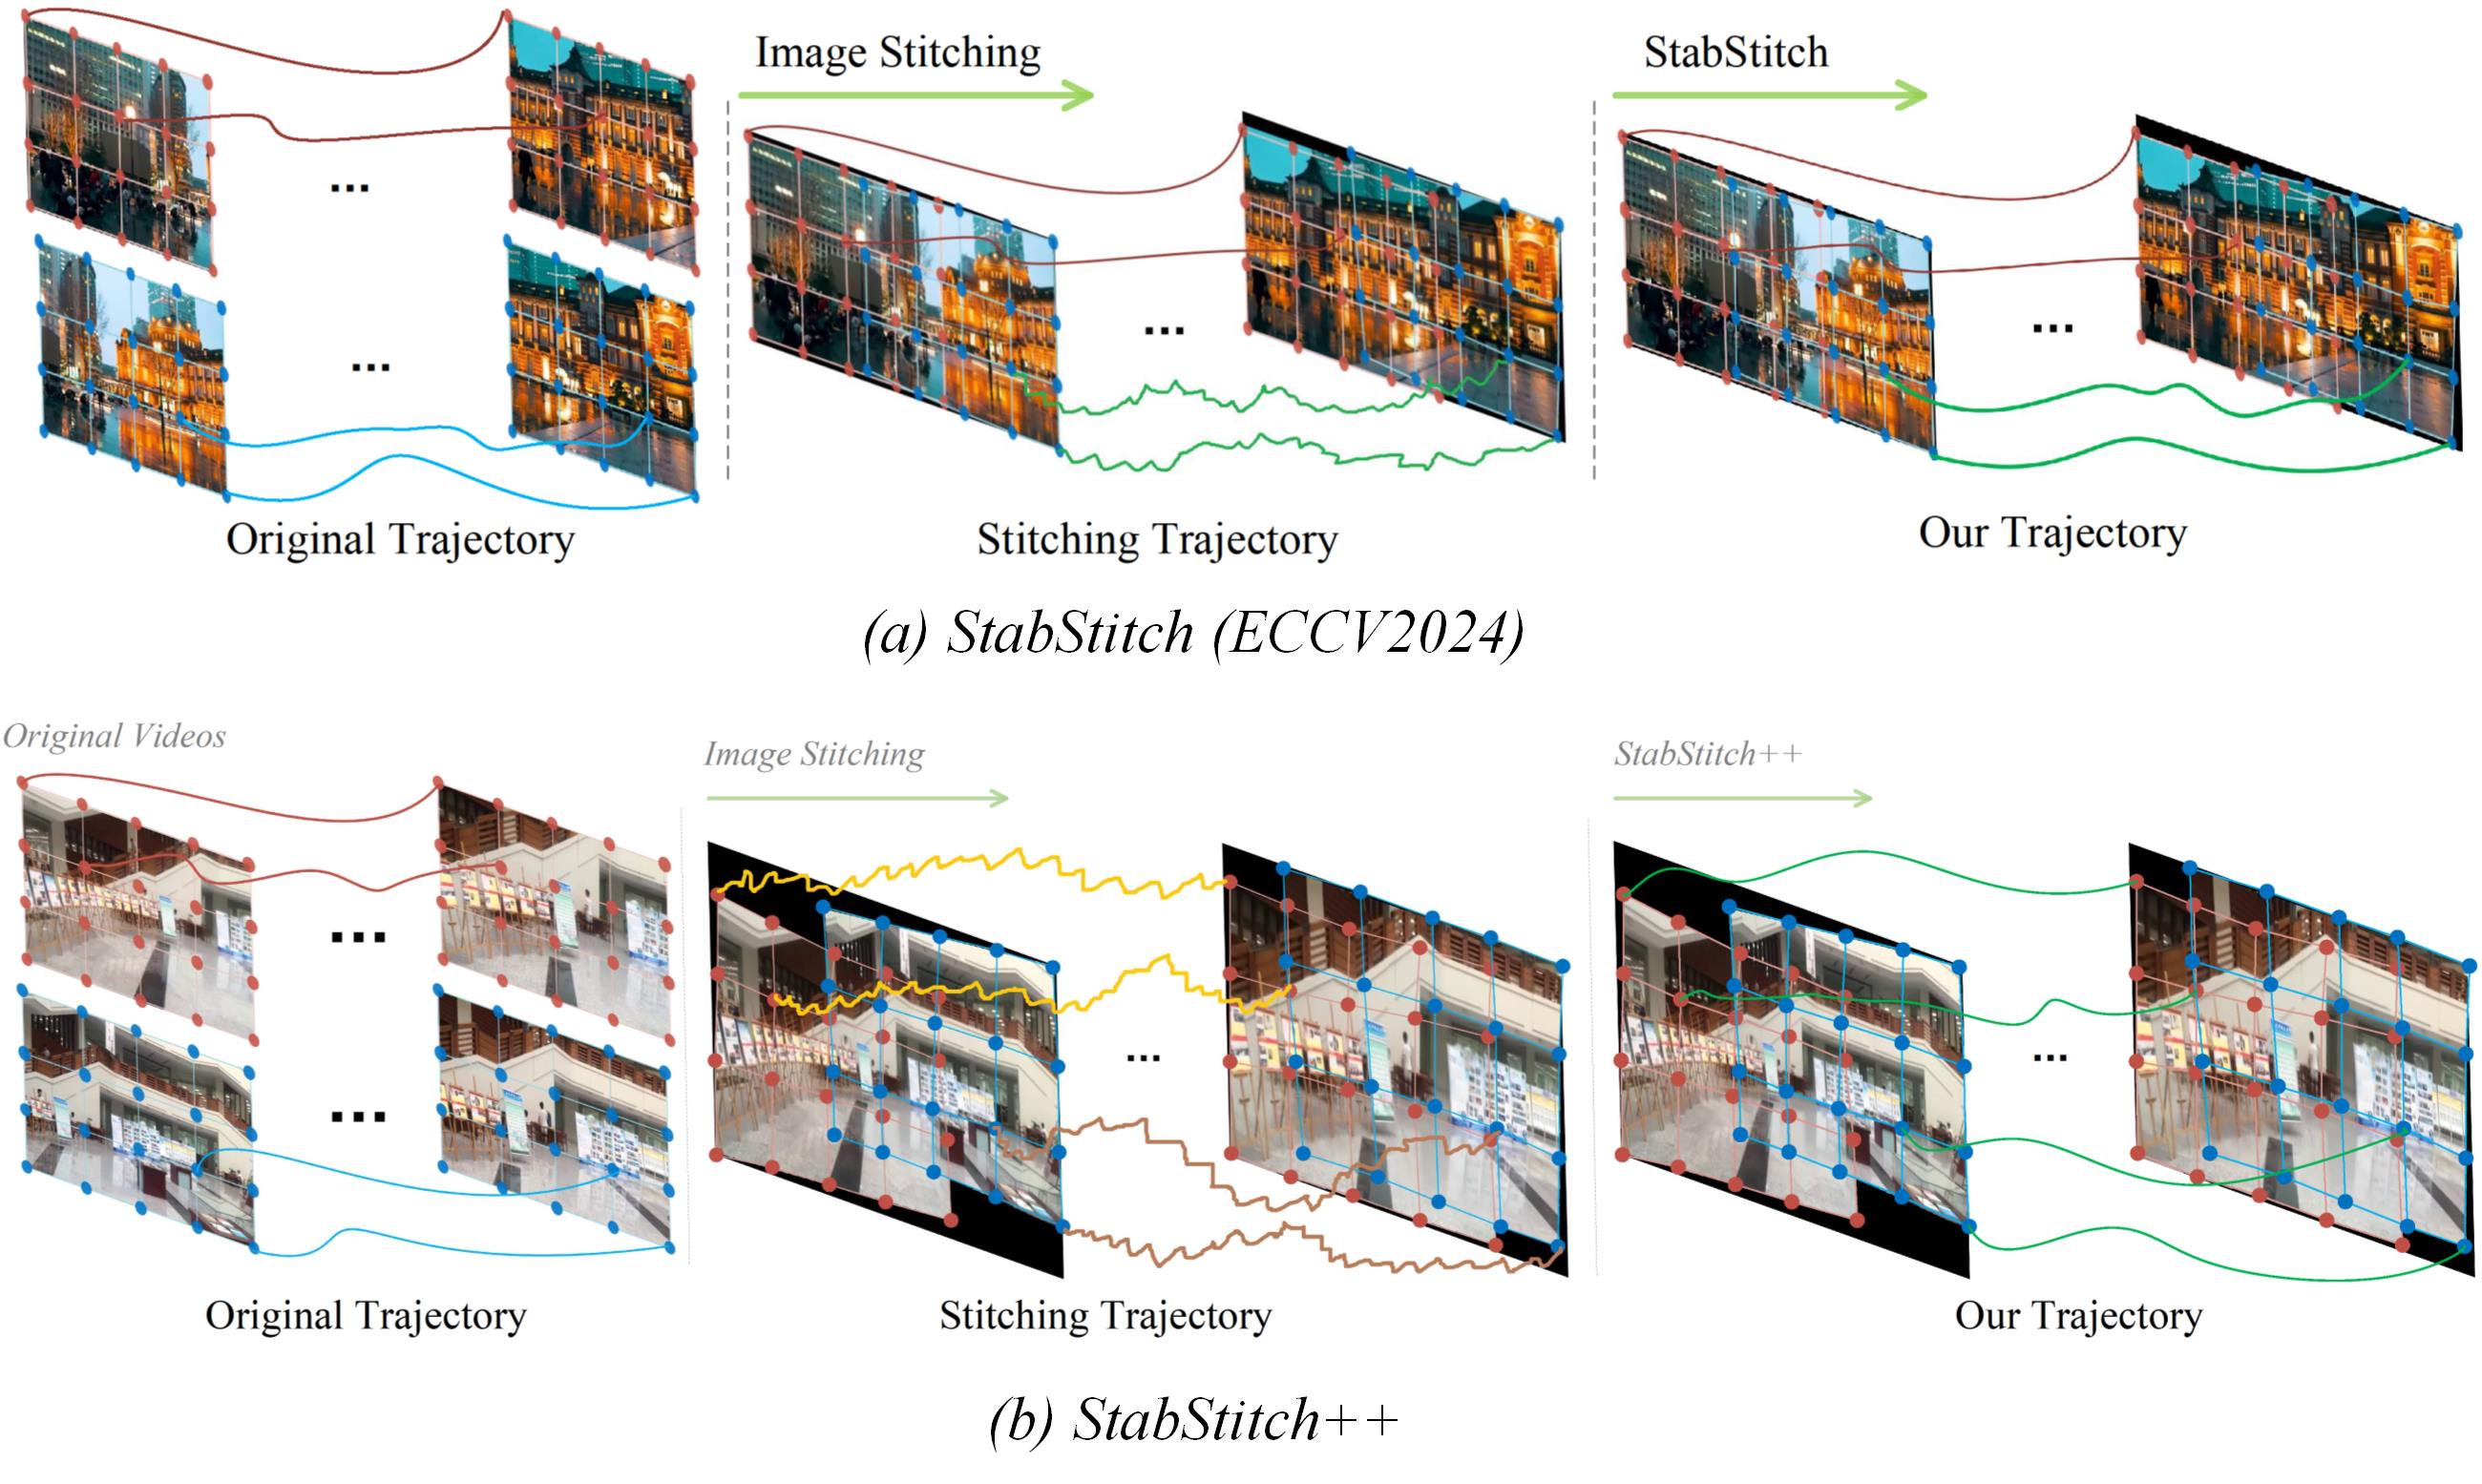 Image Stitching
StabStitch
...
...
...
...
Original Trajectory
Stitching Trajectory
Our Trajectory
(a) StabStitch (ECCV2024)
Original Videos
Image Stitching
StabStitch++
...
...
...
...
Original Trajectory
Stitching Trajectory
Our Trajectory
(b) StabStitch++